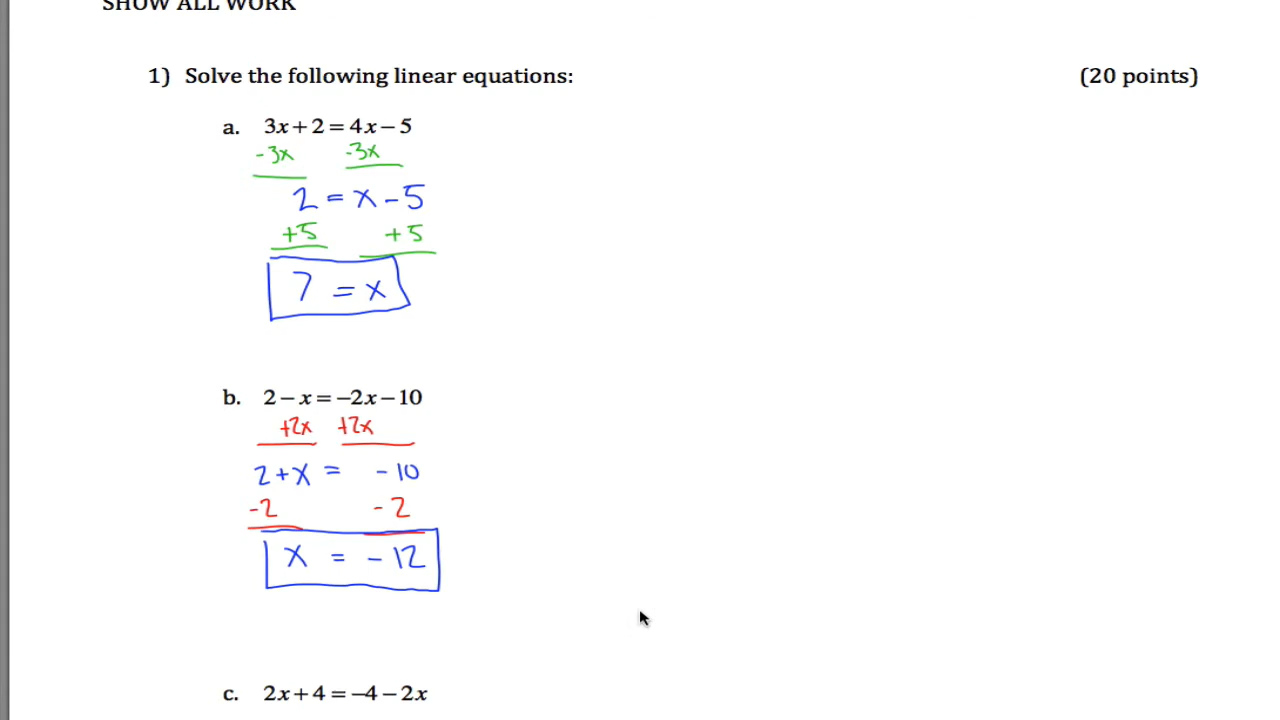 SHOW ALL WORK
1) Solve the following linear equations: (20 points)
a. 3x+2=4x−5
-3x -3x
2 = x - 5
+5 +5
7 = x
b. 2−x=−2x−10
+2x +2x
2+x = -10
-2 -2
x = -12
c. 2x+4=−4−2x